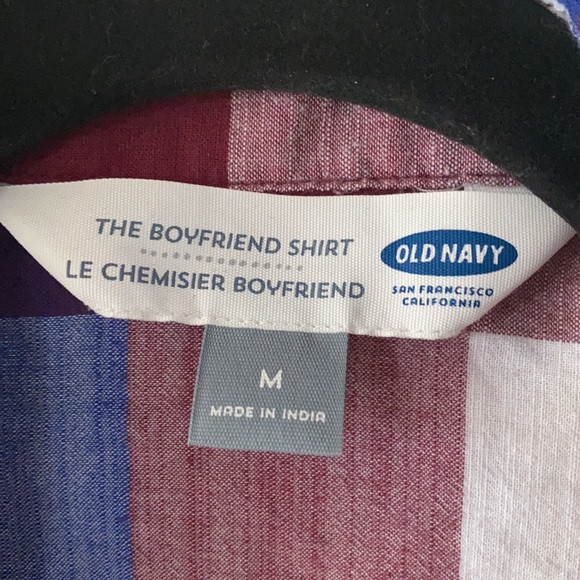 THE BOYFRIEND SHIRT
LE CHEMISIER BOYFRIEND
OLD NAVY
SAN FRANCISCO
CALIFORNIA
M
MADE IN INDIA